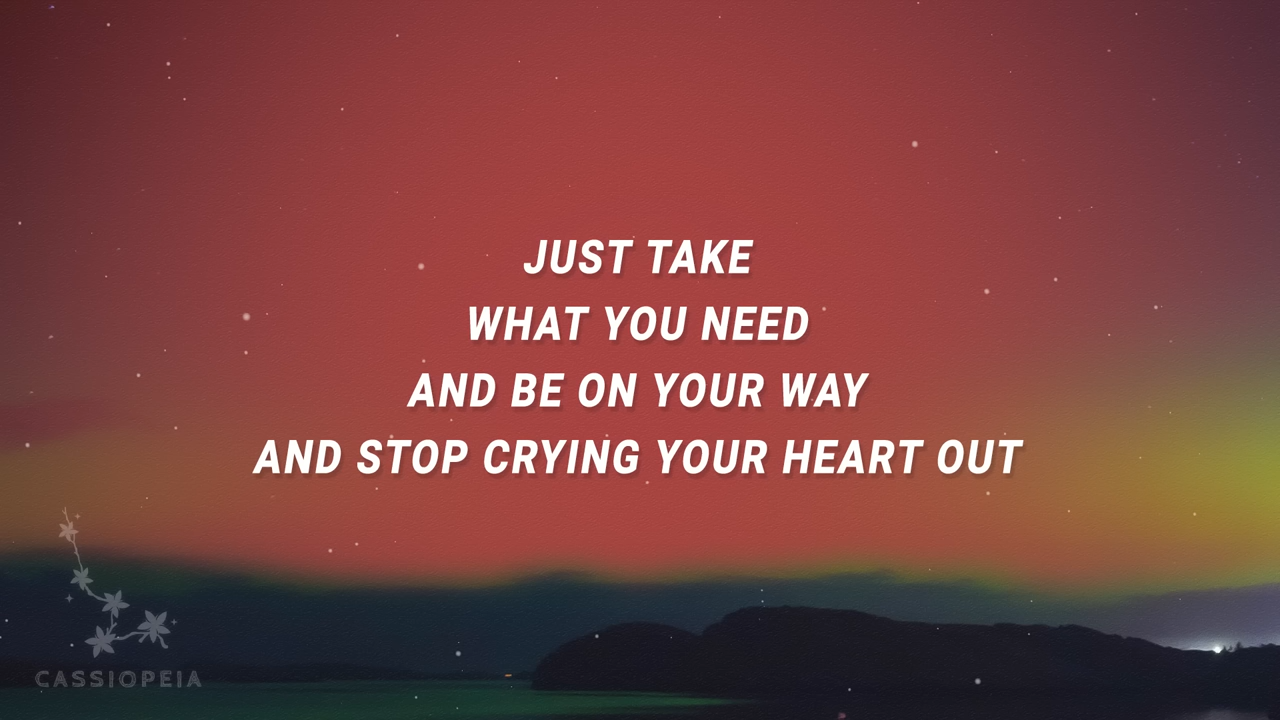 JUST TAKE
WHAT YOU NEED
AND BE ON YOUR WAY
AND STOP CRYING YOUR HEART OUT
CASSIOPEIA